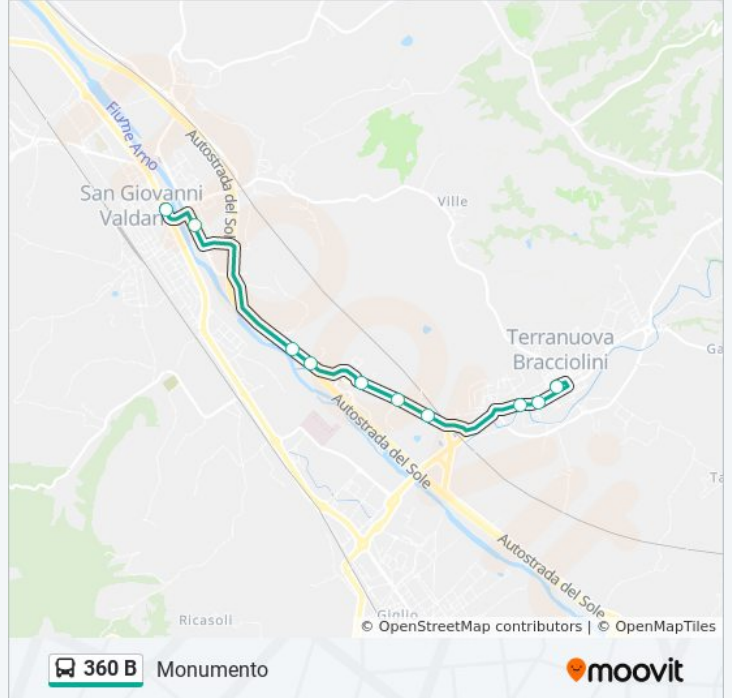 Fiume Arno
Autostrada del Sole
San Giovanni
Valdarn
Ville
Terranuova
Bracciolini
Ga
Autostrada del Sole
Ta
Autostrada del Sole
Ricasoli
Giglio
© OpenStreetMap contributors | © OpenMapTiles
360 B Monumento
moovit